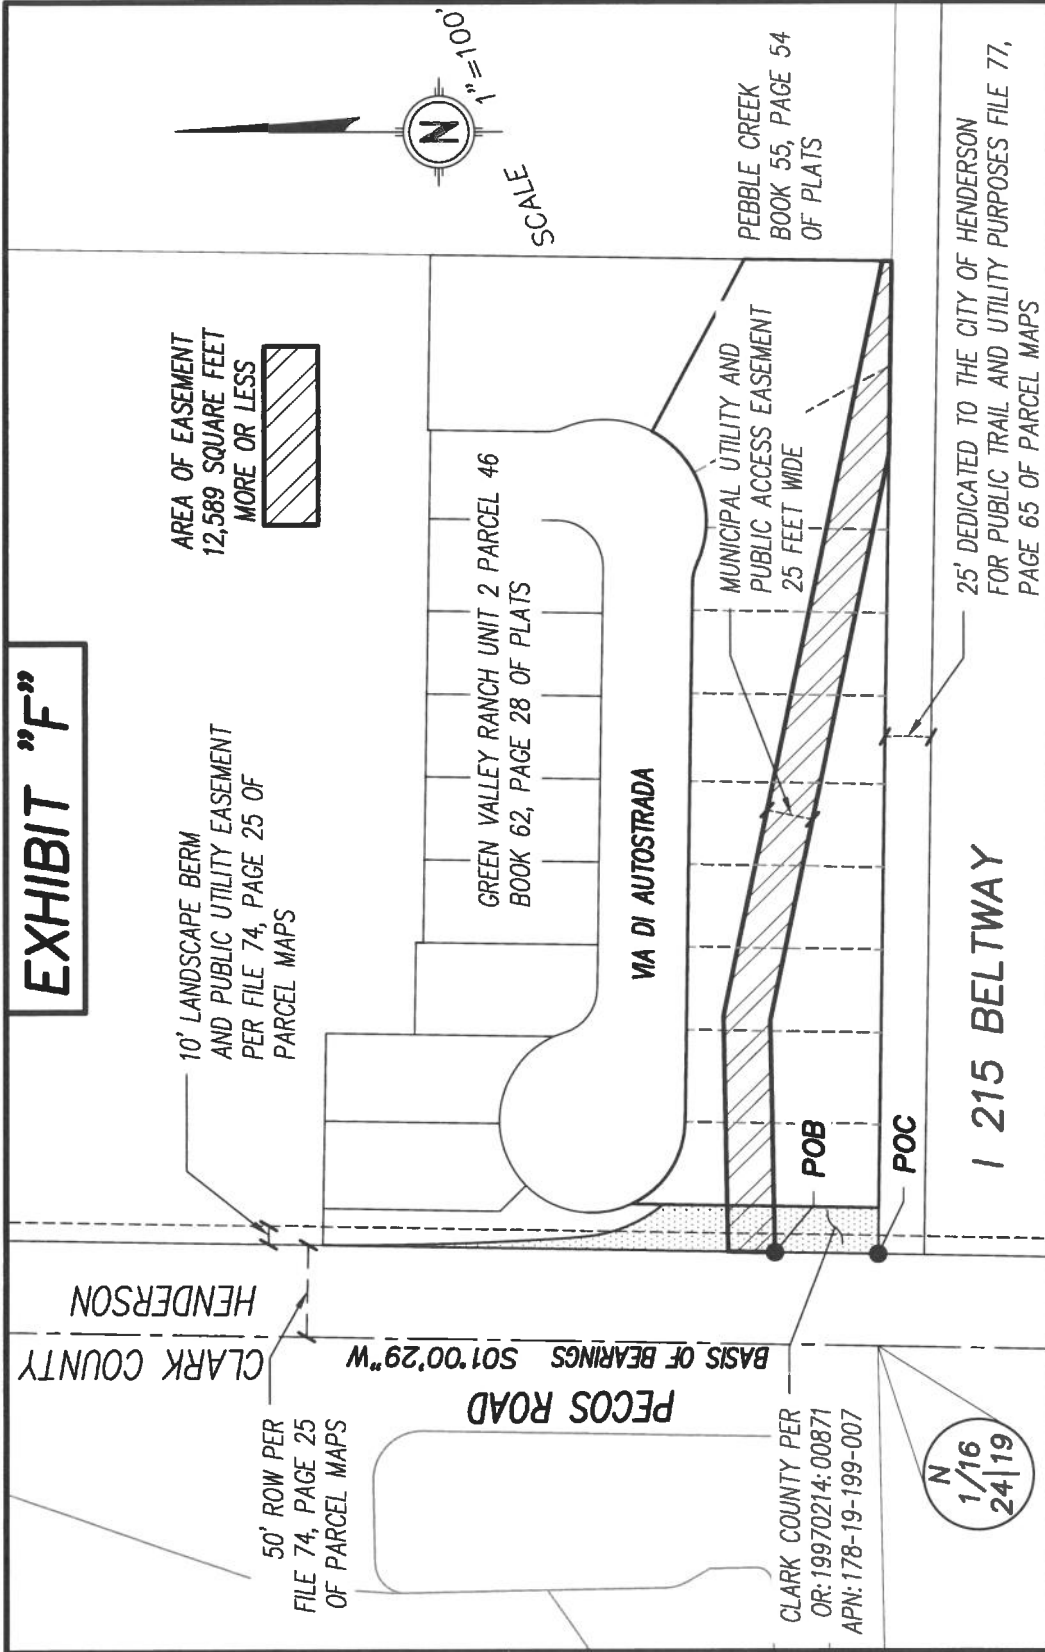 EXHIBIT "F"
10' LANDSCAPE BERM
AND PUBLIC UTILITY EASEMENT
PER FILE 74, PAGE 25 OF
PARCEL MAPS
AREA OF EASEMENT
12,589 SQUARE FEET
MORE OR LESS
N
SCALE 1"=100'
50' ROW PER
FILE 74, PAGE 25
OF PARCEL MAPS
CLARK COUNTY
HENDERSON
GREEN VALLEY RANCH UNIT 2 PARCEL 46
BOOK 62, PAGE 28 OF PLATS
VIA DI AUTOSTRADA
PECOS ROAD
BASIS OF BEARINGS S01°00'29"W
MUNICIPAL UTILITY AND
PUBLIC ACCESS EASEMENT
25 FEET WIDE
PEBBLE CREEK
BOOK 55, PAGE 54
OF PLATS
CLARK COUNTY PER
OR:19970214:00871
APN:178-19-199-007
POB
POC
N
1/16
24|19
I 215 BELTWAY
25' DEDICATED TO THE CITY OF HENDERSON
FOR PUBLIC TRAIL AND UTILITY PURPOSES FILE 77,
PAGE 65 OF PARCEL MAPS